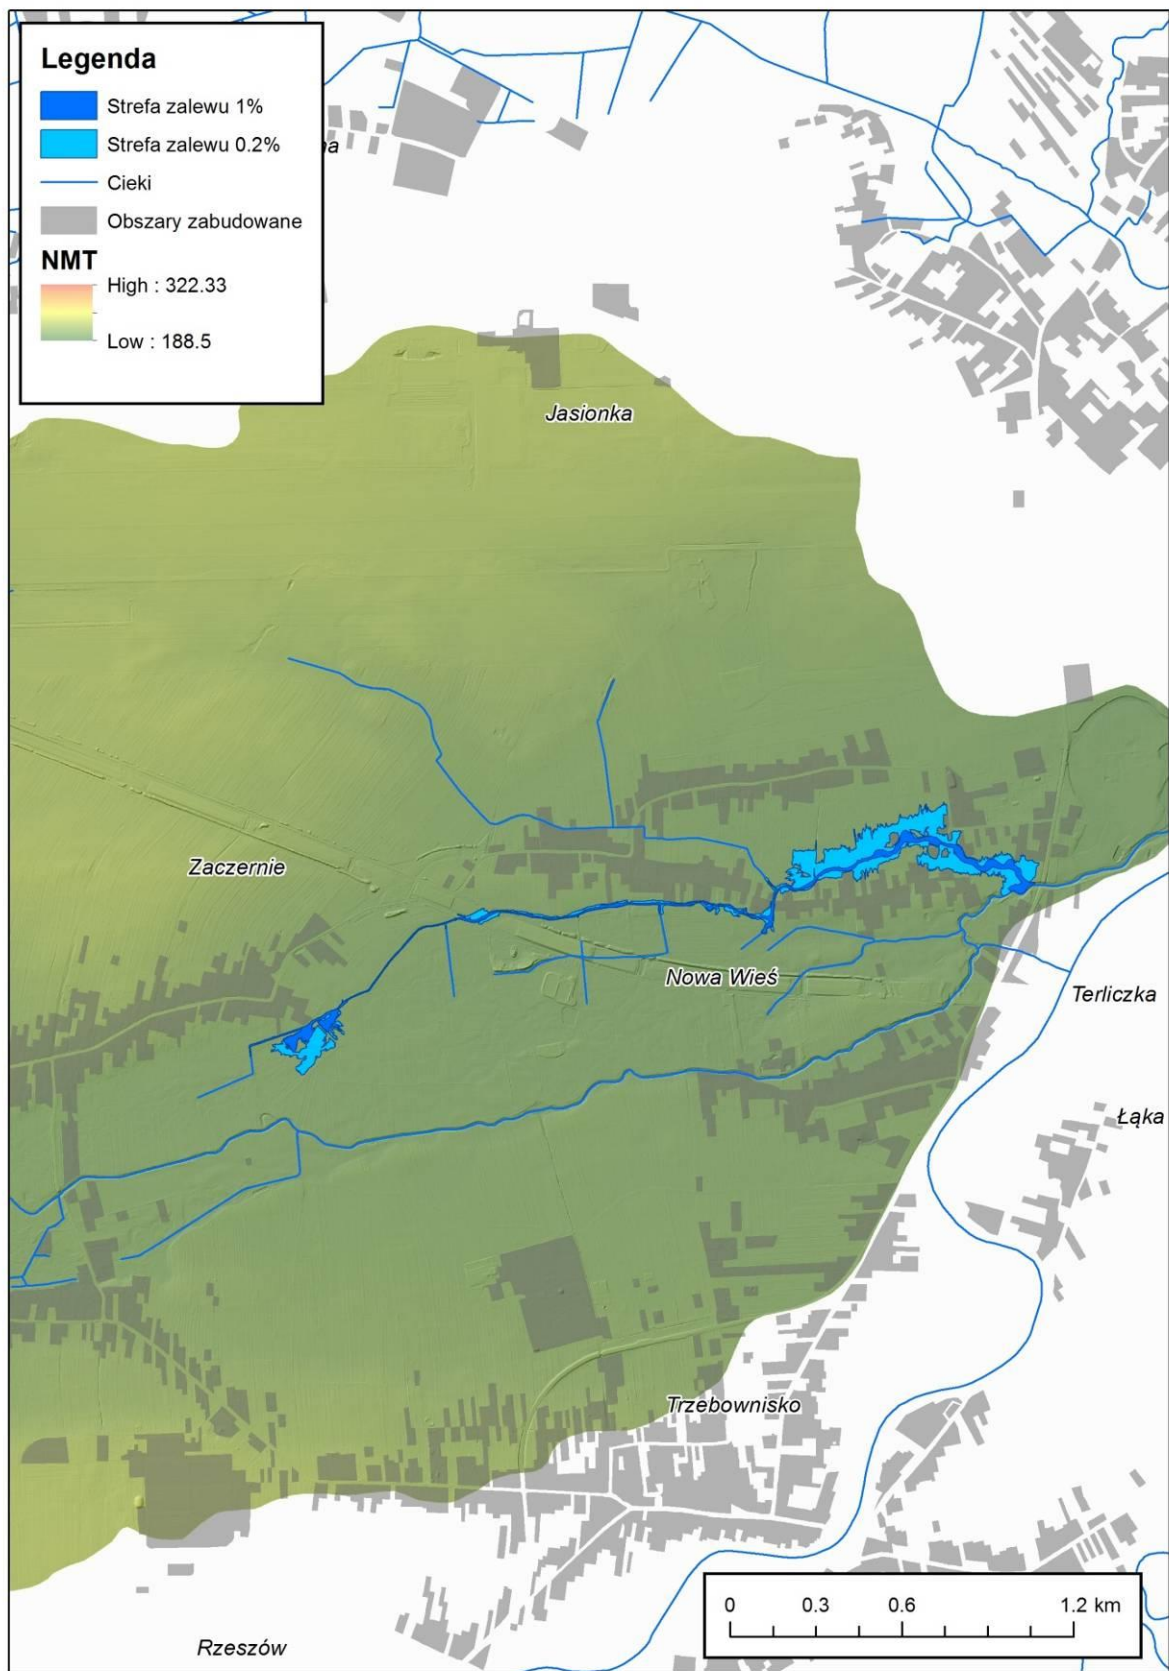 Legenda
Strefa zalewu 1%
Strefa zalewu 0.2%
Cieki
Obszary zabudowane
NMT
High : 322.33
Low : 188.5
Jasionka
Zaczernie
Nowa Wieś
Terliczka
Łąka
Trzebownisko
0 0.3 0.6 1.2 km
Rzeszów